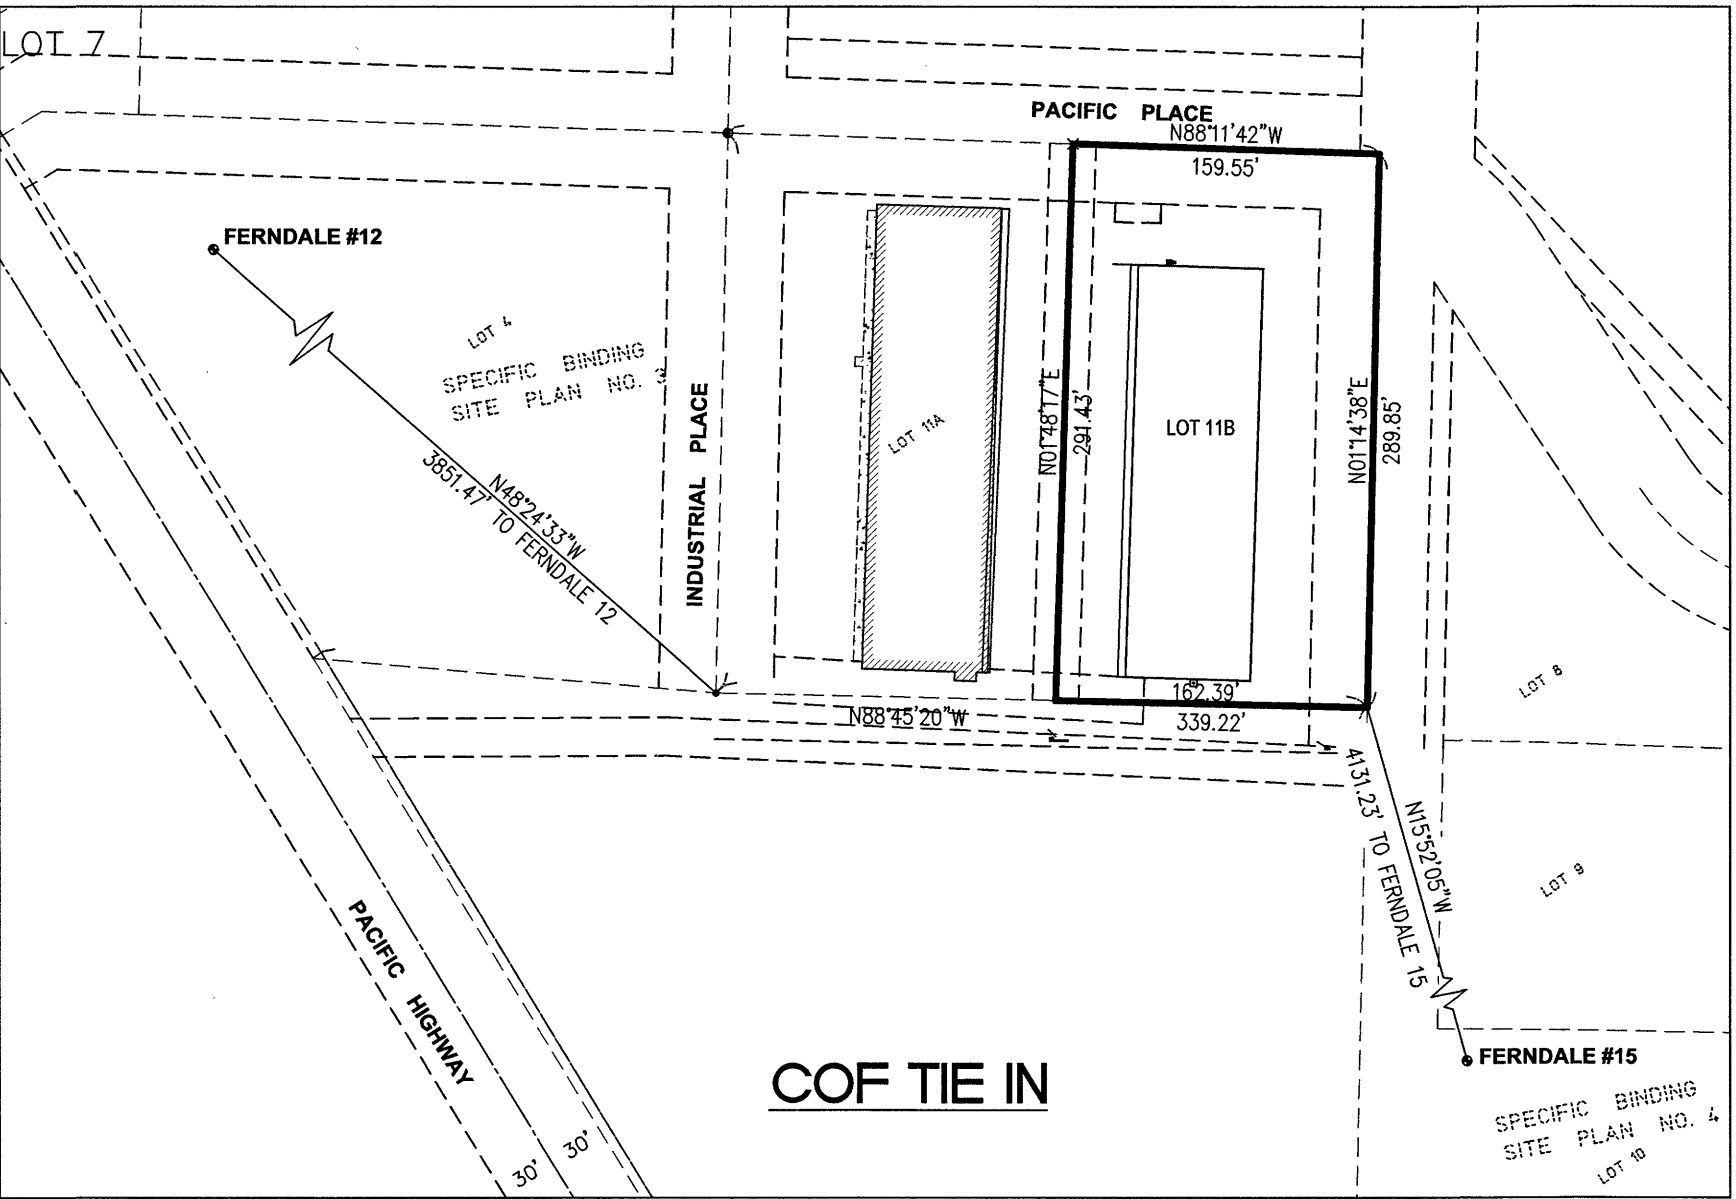 LOT 7
PACIFIC PLACE
N88°11'42"W
159.55'
FERNDALE #12
LOT 4
SPECIFIC BINDING
SITE PLAN NO. 3
INDUSTRIAL PLACE
N48°24'33"W
3851.47' TO FERNDALE 12
LOT 11A
N01°48'17"E
291.43'
LOT 11B
N01°14'38"E
289.85'
162.39'
N88°45'20"W
339.22'
LOT 8
N15°52'05"W
4131.23' TO FERNDALE 15
LOT 9
PACIFIC HIGHWAY
30'
30'
COF TIE IN
FERNDALE #15
SPECIFIC BINDING
SITE PLAN NO. 4
LOT 10